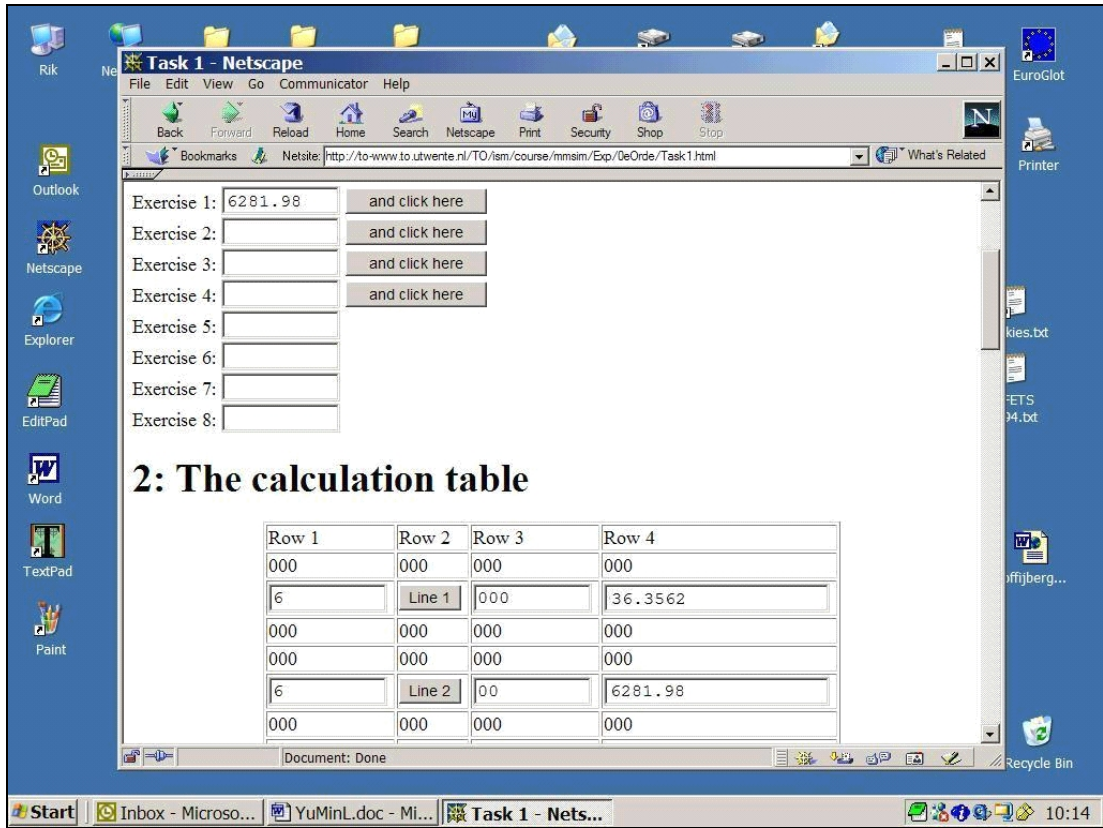 Rik
Ne
EuroGlot
Task 1 - Netscape
File Edit View Go Communicator Help
Back Forward Reload Home Search Netscape Print Security Shop Stop
My
N
Bookmarks Netsite: http://to-www.to.utwente.nl/TO/ism/course/mmsim/Exp/0eOrde/Task1.html What's Related
Printer
Outlook
Netscape
Explorer
EditPad
Word
TextPad
Paint
Exercise 1: 6281.98 and click here
Exercise 2: and click here
Exercise 3: and click here
Exercise 4: and click here
Exercise 5:
Exercise 6:
Exercise 7:
Exercise 8:
2: The calculation table
Row 1 Row 2 Row 3 Row 4
000 000 000 000
6 Line 1 000 36.3562
000 000 000 000
000 000 000 000
6 Line 2 00 6281.98
000 000 000 000
Document: Done
kies.txt
FETS
94.txt
offijberg...
Recycle Bin
Start Inbox - Microso... YuMinL.doc - Mi... Task 1 - Nets... 10:14